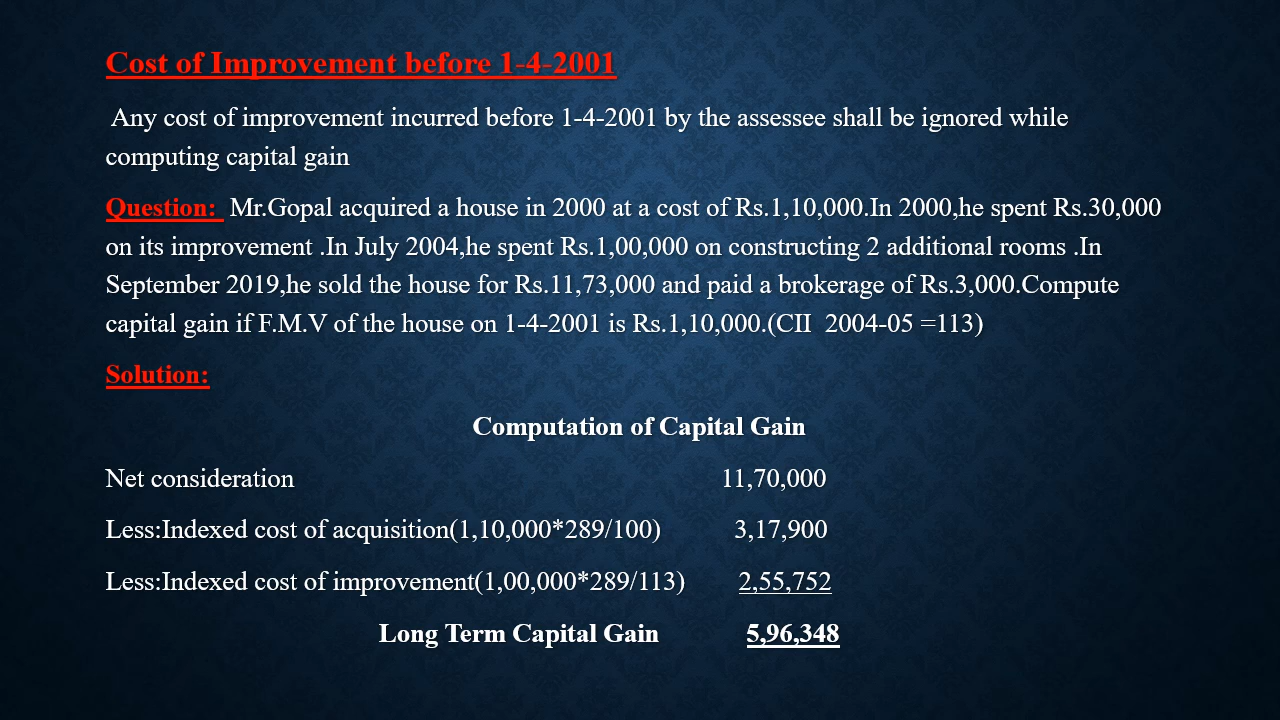 Cost of Improvement before 1-4-2001
Any cost of improvement incurred before 1-4-2001 by the assessee shall be ignored while
computing capital gain
Question: Mr.Gopal acquired a house in 2000 at a cost of Rs.1,10,000.In 2000,he spent Rs.30,000
on its improvement .In July 2004,he spent Rs.1,00,000 on constructing 2 additional rooms .In
September 2019,he sold the house for Rs.11,73,000 and paid a brokerage of Rs.3,000.Compute
capital gain if F.M.V of the house on 1-4-2001 is Rs.1,10,000.(CII 2004-05 =113)
Solution:
Computation of Capital Gain
Net consideration 11,70,000
Less:Indexed cost of acquisition(1,10,000*289/100) 3,17,900
Less:Indexed cost of improvement(1,00,000*289/113) 2,55,752
Long Term Capital Gain 5,96,348